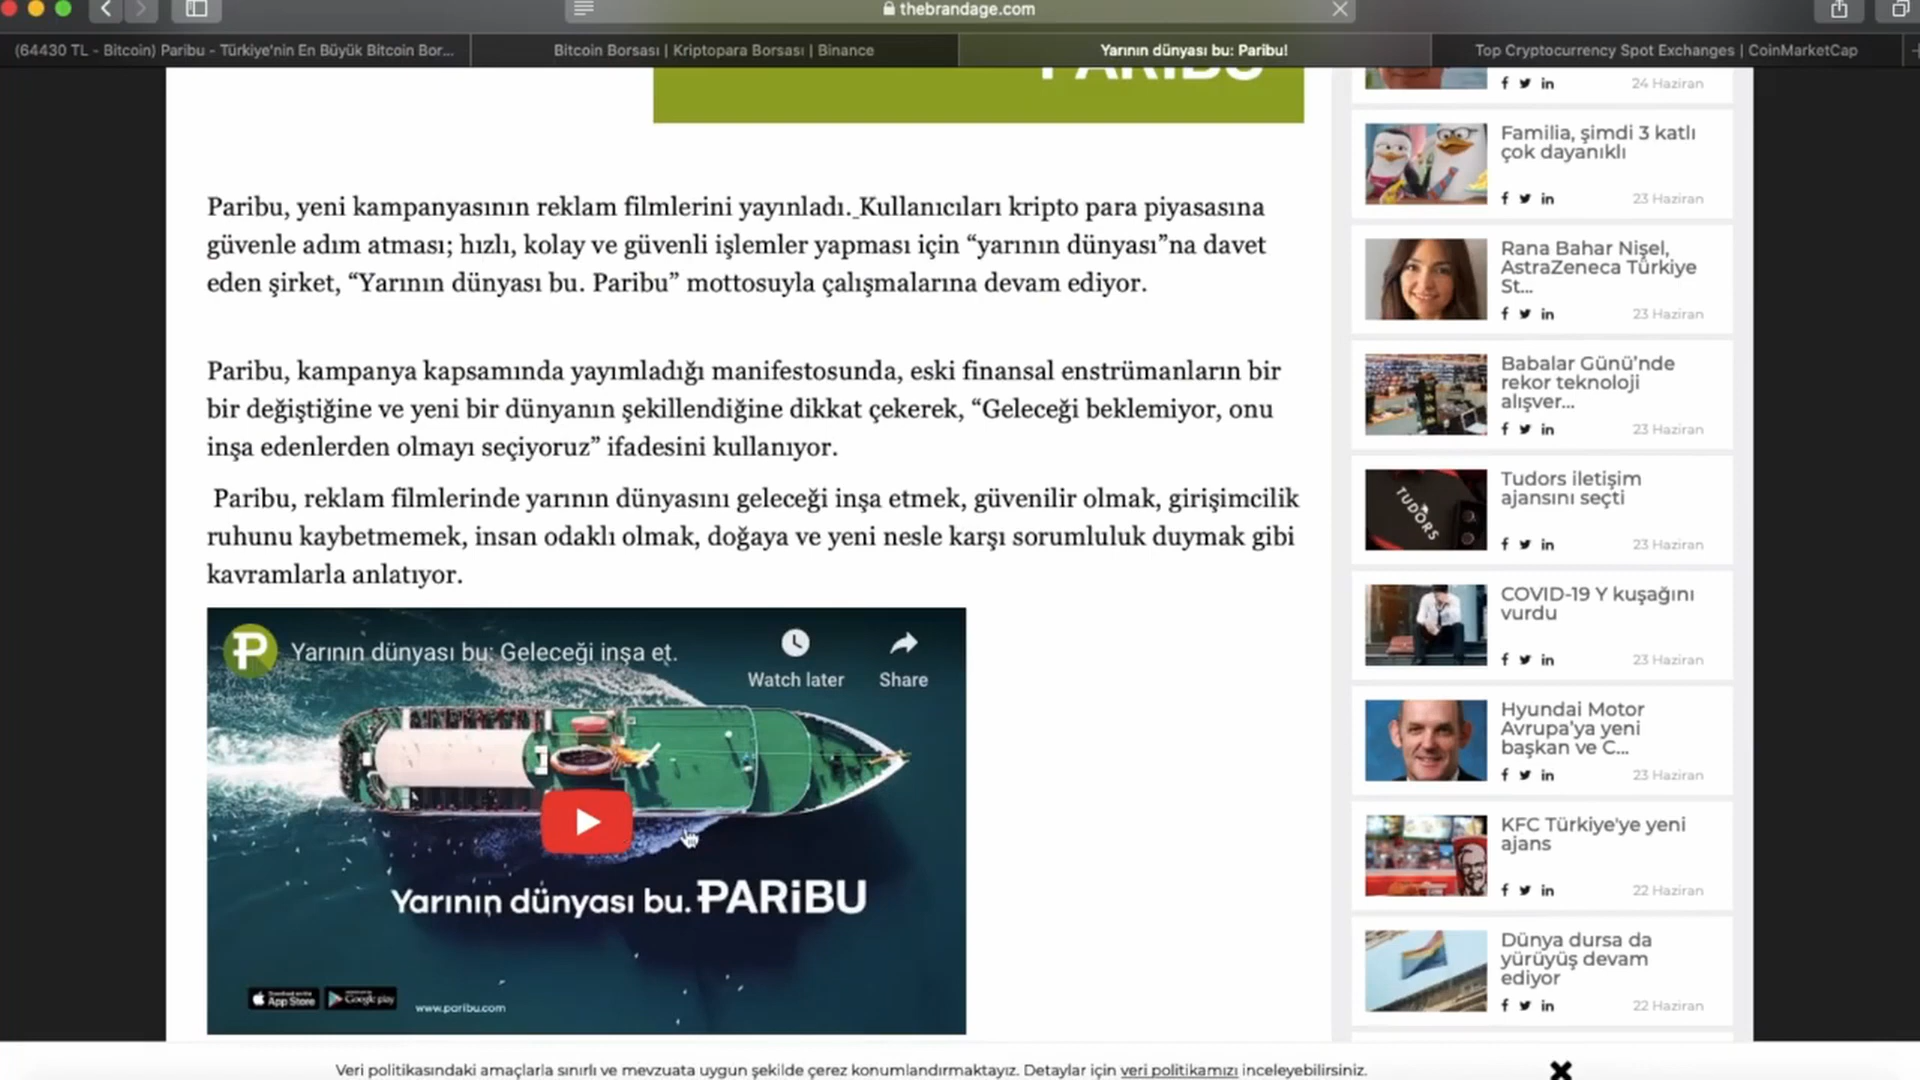 thebrandage.com
(64430 TL - Bitcoin) Paribu - Türkiye'nin En Büyük Bitcoin Bor...
Bitcoin Borsası | Kriptopara Borsası | Binance
Yarının dünyası bu: Paribu!
Top Cryptocurrency Spot Exchanges | CoinMarketCap
PARIBU
Paribu, yeni kampanyasının reklam filmlerini yayınladı. Kullanıcıları kripto para piyasasına
güvenle adım atması; hızlı, kolay ve güvenli işlemler yapması için “yarının dünyası”na davet
eden şirket, “Yarının dünyası bu. Paribu” mottosuyla çalışmalarına devam ediyor.
Paribu, kampanya kapsamında yayımladığı manifestosunda, eski finansal enstrümanların bir
bir değiştiğine ve yeni bir dünyanın şekillendiğine dikkat çekerek, “Geleceği beklemiyor, onu
inşa edenlerden olmayı seçiyoruz” ifadesini kullanıyor.
Paribu, reklam filmlerinde yarının dünyasını geleceği inşa etmek, güvenilir olmak, girişimcilik
ruhunu kaybetmemek, insan odaklı olmak, doğaya ve yeni nesle karşı sorumluluk duymak gibi
kavramlarla anlatıyor.
Yarının dünyası bu: Geleceği inşa et.
Watch later
Share
Yarının dünyası bu. PARiBU
Download on the
App Store
Google play
www.paribu.com
24 Haziran
Familia, şimdi 3 katlı
çok dayanıklı
23 Haziran
Rana Bahar Nişel,
AstraZeneca Türkiye
St...
23 Haziran
Babalar Günü’nde
rekor teknoloji
alışver...
23 Haziran
TUDORS
Tudors iletişim
ajansını seçti
23 Haziran
COVID-19 Y kuşağını
vurdu
23 Haziran
Hyundai Motor
Avrupa’ya yeni
başkan ve C...
23 Haziran
KFC Türkiye'ye yeni
ajans
22 Haziran
Dünya dursa da
yürüyüş devam
ediyor
22 Haziran
Veri politikasındaki amaçlarla sınırlı ve mevzuata uygun şekilde çerez konumlandırmaktayız. Detaylar için veri politikamızı inceleyebilirsiniz.